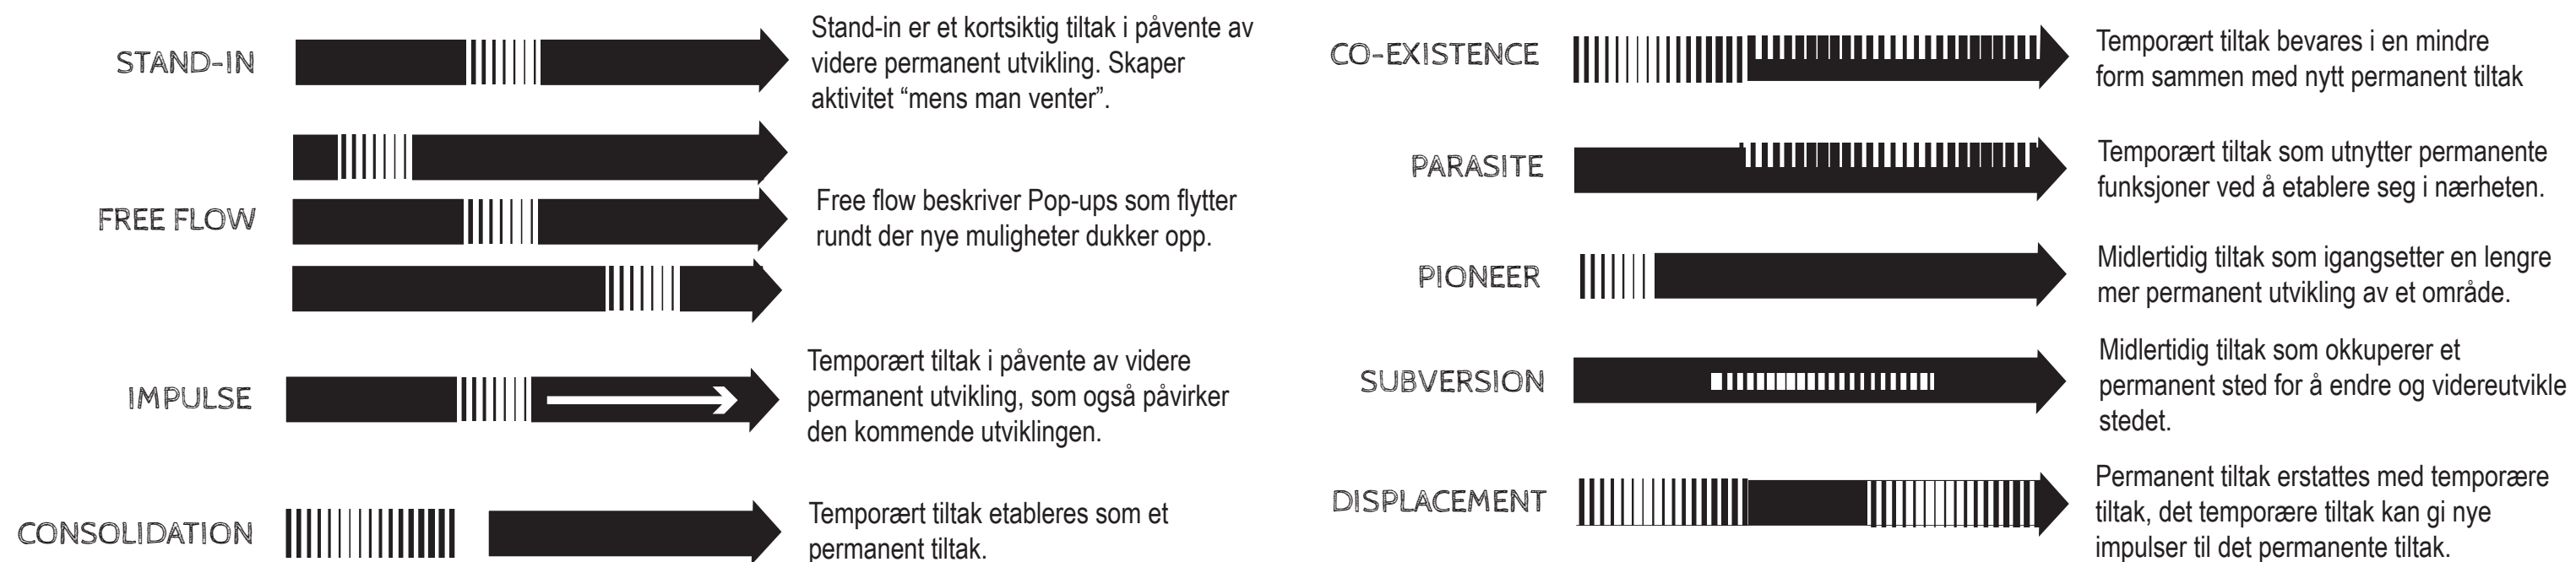 STAND-IN
Stand-in er et kortsiktig tiltak i påvente av
videre permanent utvikling. Skaper
aktivitet “mens man venter”.
FREE FLOW
Free flow beskriver Pop-ups som flytter
rundt der nye muligheter dukker opp.
IMPULSE
Temporært tiltak i påvente av videre
permanent utvikling, som også påvirker
den kommende utviklingen.
CONSOLIDATION
Temporært tiltak etableres som et
permanent tiltak.
CO-EXISTENCE
Temporært tiltak bevares i en mindre
form sammen med nytt permanent tiltak
PARASITE
Temporært tiltak som utnytter permanente
funksjoner ved å etablere seg i nærheten.
PIONEER
Midlertidig tiltak som igangsetter en lengre
mer permanent utvikling av et område.
SUBVERSION
Midlertidig tiltak som okkuperer et
permanent sted for å endre og videreutvikle
stedet.
DISPLACEMENT
Permanent tiltak erstattes med temporære
tiltak, det temporære tiltak kan gi nye
impulser til det permanente tiltak.